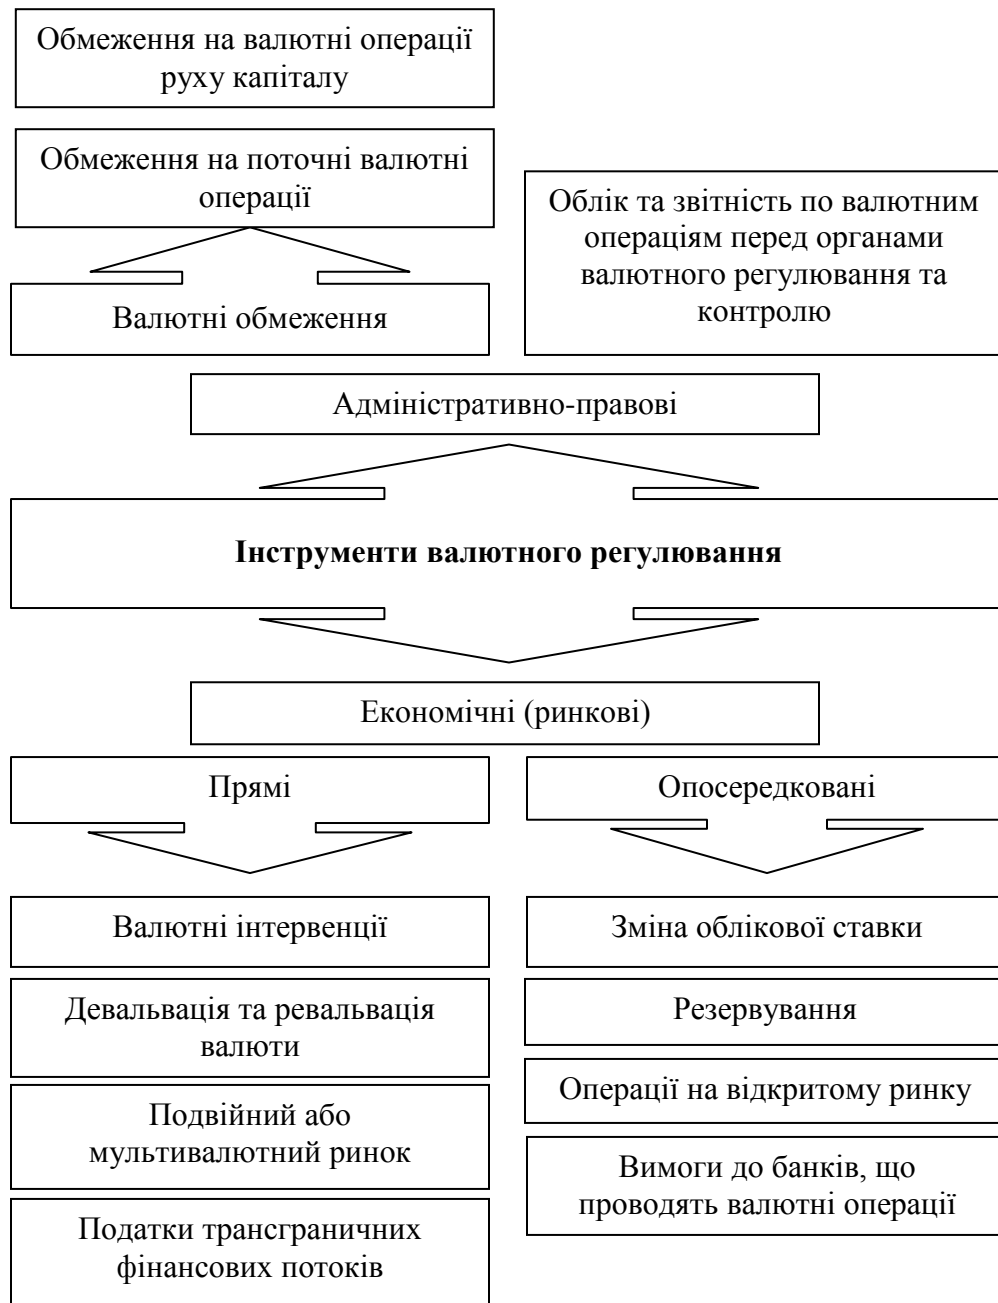 Обмеження на валютні операції
руху капіталу
Обмеження на поточні валютні
операції
Облік та звітність по валютним
операціям перед органами
валютного регулювання та
контролю
Валютні обмеження
Адміністративно-правові
Інструменти валютного регулювання
Економічні (ринкові)
Прямі
Опосередковані
Валютні інтервенції
Зміна облікової ставки
Девальвація та ревальвація
валюти
Резервування
Подвійний або
мультивалютний ринок
Операції на відкритому ринку
Вимоги до банків, що
проводять валютні операції
Податки трансграничних
фінансових потоків